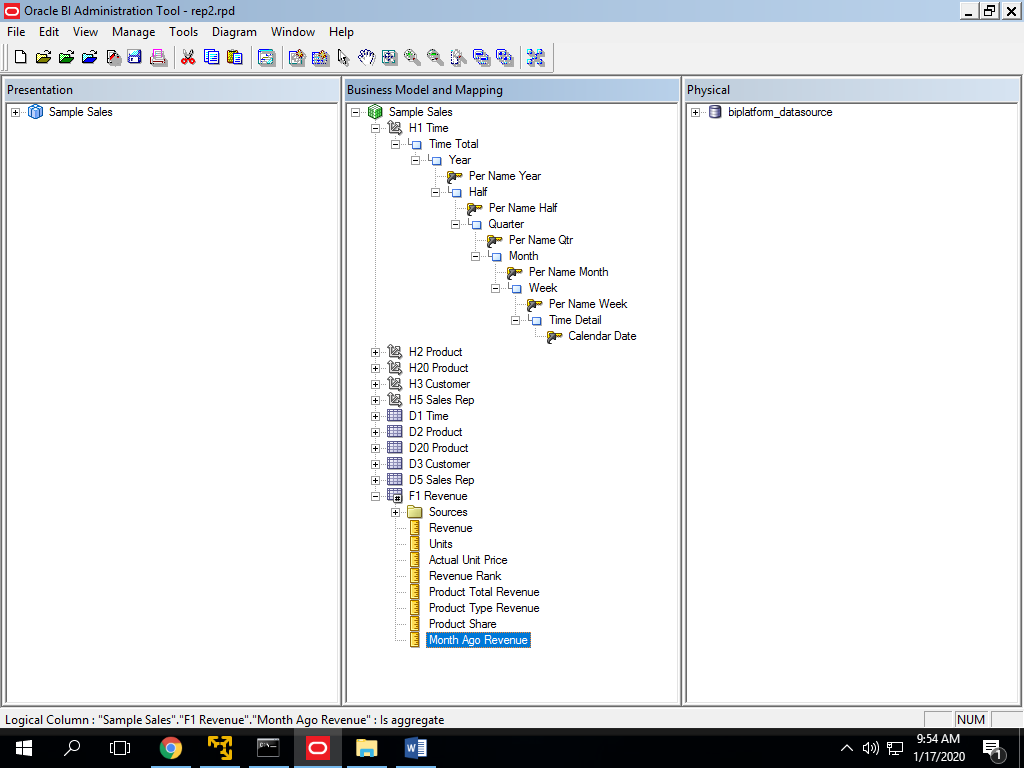 Oracle BI Administration Tool - rep2.rpd
File Edit View Manage Tools Diagram Window Help
Presentation
Sample Sales
Business Model and Mapping
Sample Sales
H1 Time
Time Total
Year
Per Name Year
Half
Per Name Half
Quarter
Per Name Qtr
Month
Per Name Month
Week
Per Name Week
Time Detail
Calendar Date
H2 Product
H20 Product
H3 Customer
H5 Sales Rep
D1 Time
D2 Product
D20 Product
D3 Customer
D5 Sales Rep
F1 Revenue
Sources
Revenue
Units
Actual Unit Price
Revenue Rank
Product Total Revenue
Product Type Revenue
Product Share
Month Ago Revenue
Physical
biplatform_datasource
Logical Column : "Sample Sales"."F1 Revenue"."Month Ago Revenue" : Is aggregate
NUM
9:54 AM
1/17/2020
1